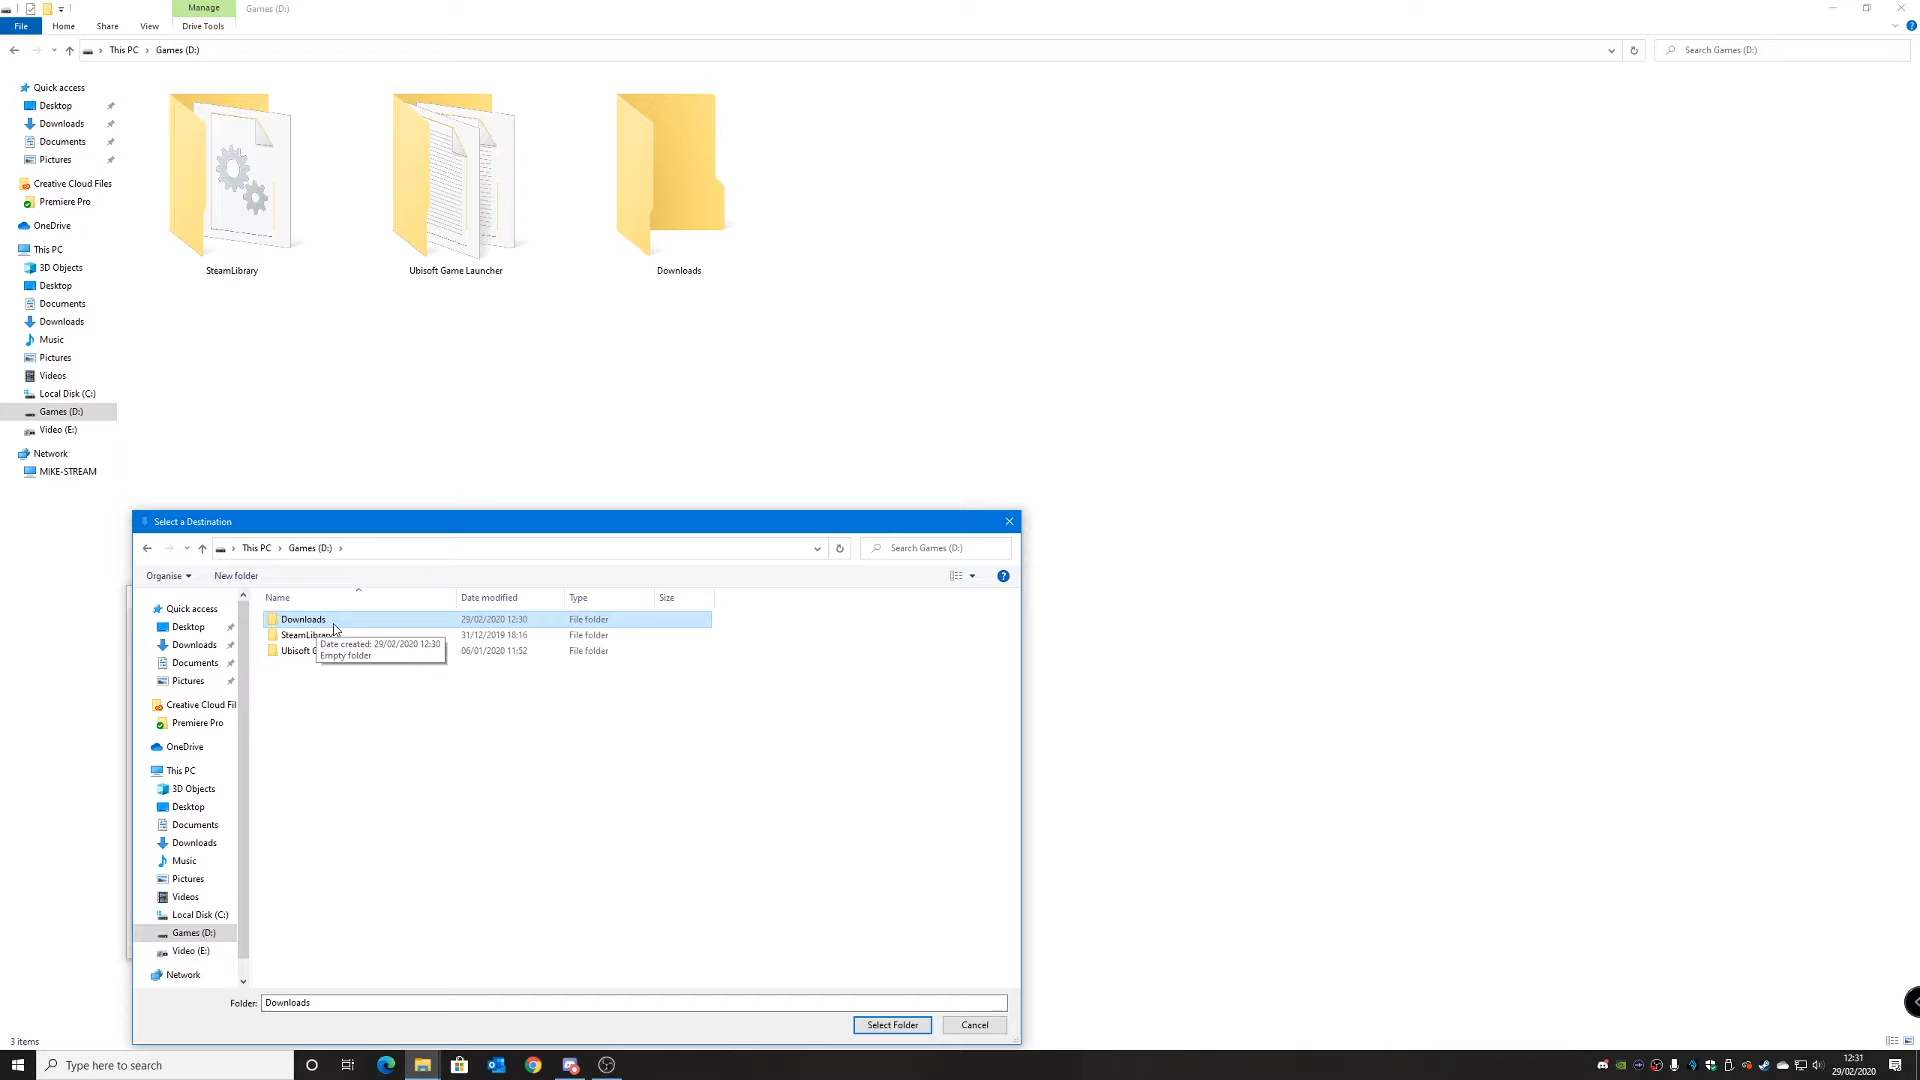 Manage
Games (D:)
File
Home
Share
View
Drive Tools
This PC
Games (D:)
Search Games (D:)
Quick access
Desktop
Downloads
Documents
Pictures
Creative Cloud Files
Premiere Pro
OneDrive
This PC
3D Objects
Desktop
Documents
Downloads
Music
Pictures
Videos
Local Disk (C:)
Games (D:)
Video (E:)
Network
MIKE-STREAM
SteamLibrary
Ubisoft Game Launcher
Downloads
Select a Destination
This PC
Games (D:)
Search Games (D:)
Organise
New folder
Name
Date modified
Type
Size
Downloads
29/02/2020 12:30
File folder
SteamLibrary
31/12/2019 18:16
File folder
Ubisoft G
06/01/2020 11:52
File folder
Date created: 29/02/2020 12:30
Empty folder
Quick access
Desktop
Downloads
Documents
Pictures
Creative Cloud Fil
Premiere Pro
OneDrive
This PC
3D Objects
Desktop
Documents
Downloads
Music
Pictures
Videos
Local Disk (C:)
Games (D:)
Video (E:)
Network
Folder:
Downloads
Select Folder
Cancel
3 items
Type here to search
12:31
29/02/2020